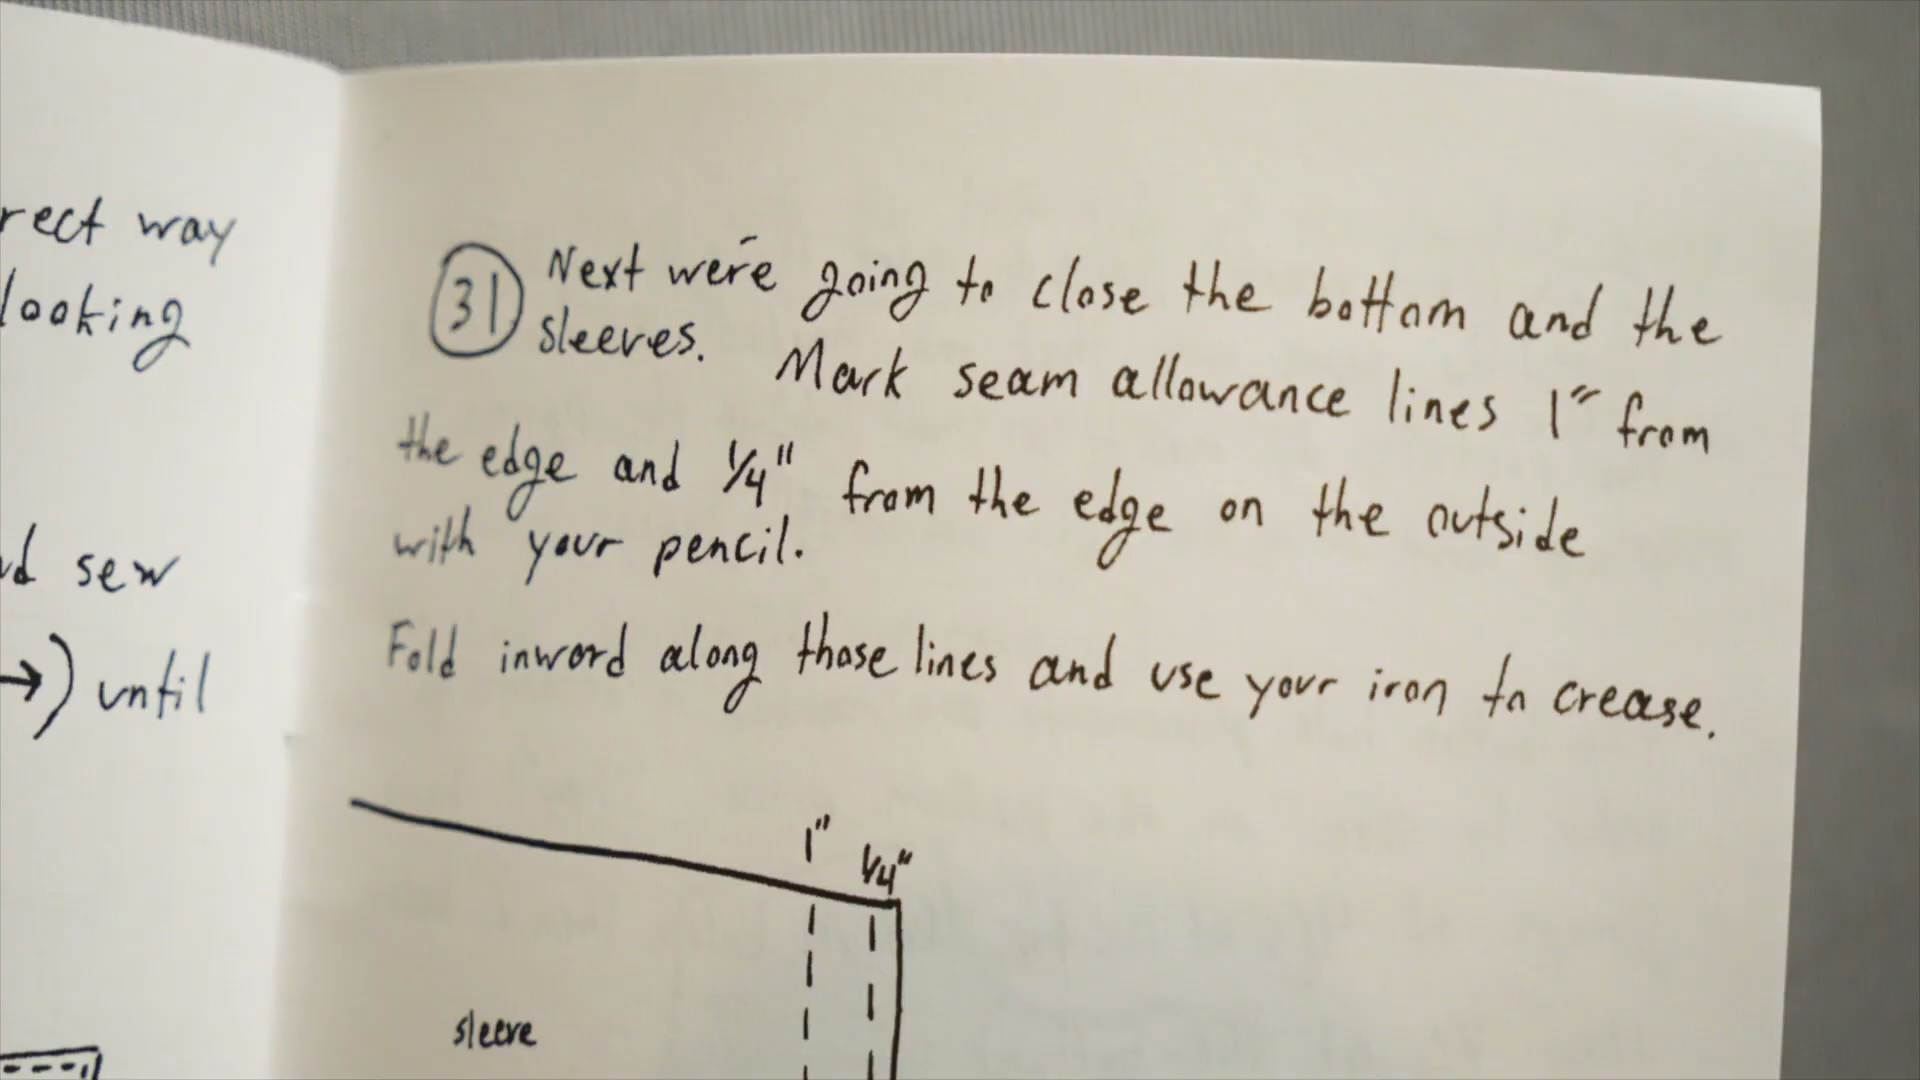 rect way
looking
d sew
→) until
31 Next we're going to close the bottom and the
sleeves. Mark seam allowance lines 1" from
the edge and 1/4" from the edge on the outside
with your pencil.
Fold inward along those lines and use your iron to crease.
1" 1/4"
sleeve